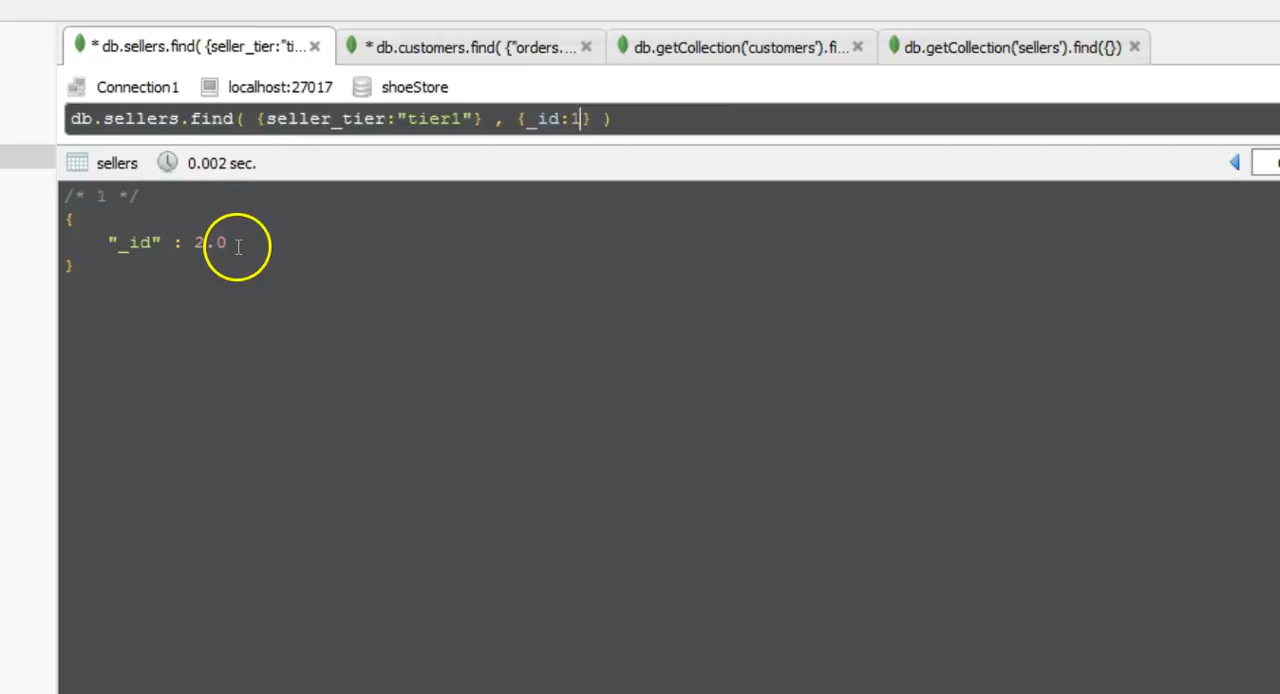 * db.sellers.find( {seller_tier:"ti... * db.customers.find( {"orders.... db.getCollection('customers').fi... db.getCollection('sellers').find({})
Connection1 localhost:27017 shoeStore
db.sellers.find( {seller_tier:"tier1"} , {_id:1} )
sellers 0.002 sec.
/* 1 */
{
"_id" : 2.0
}